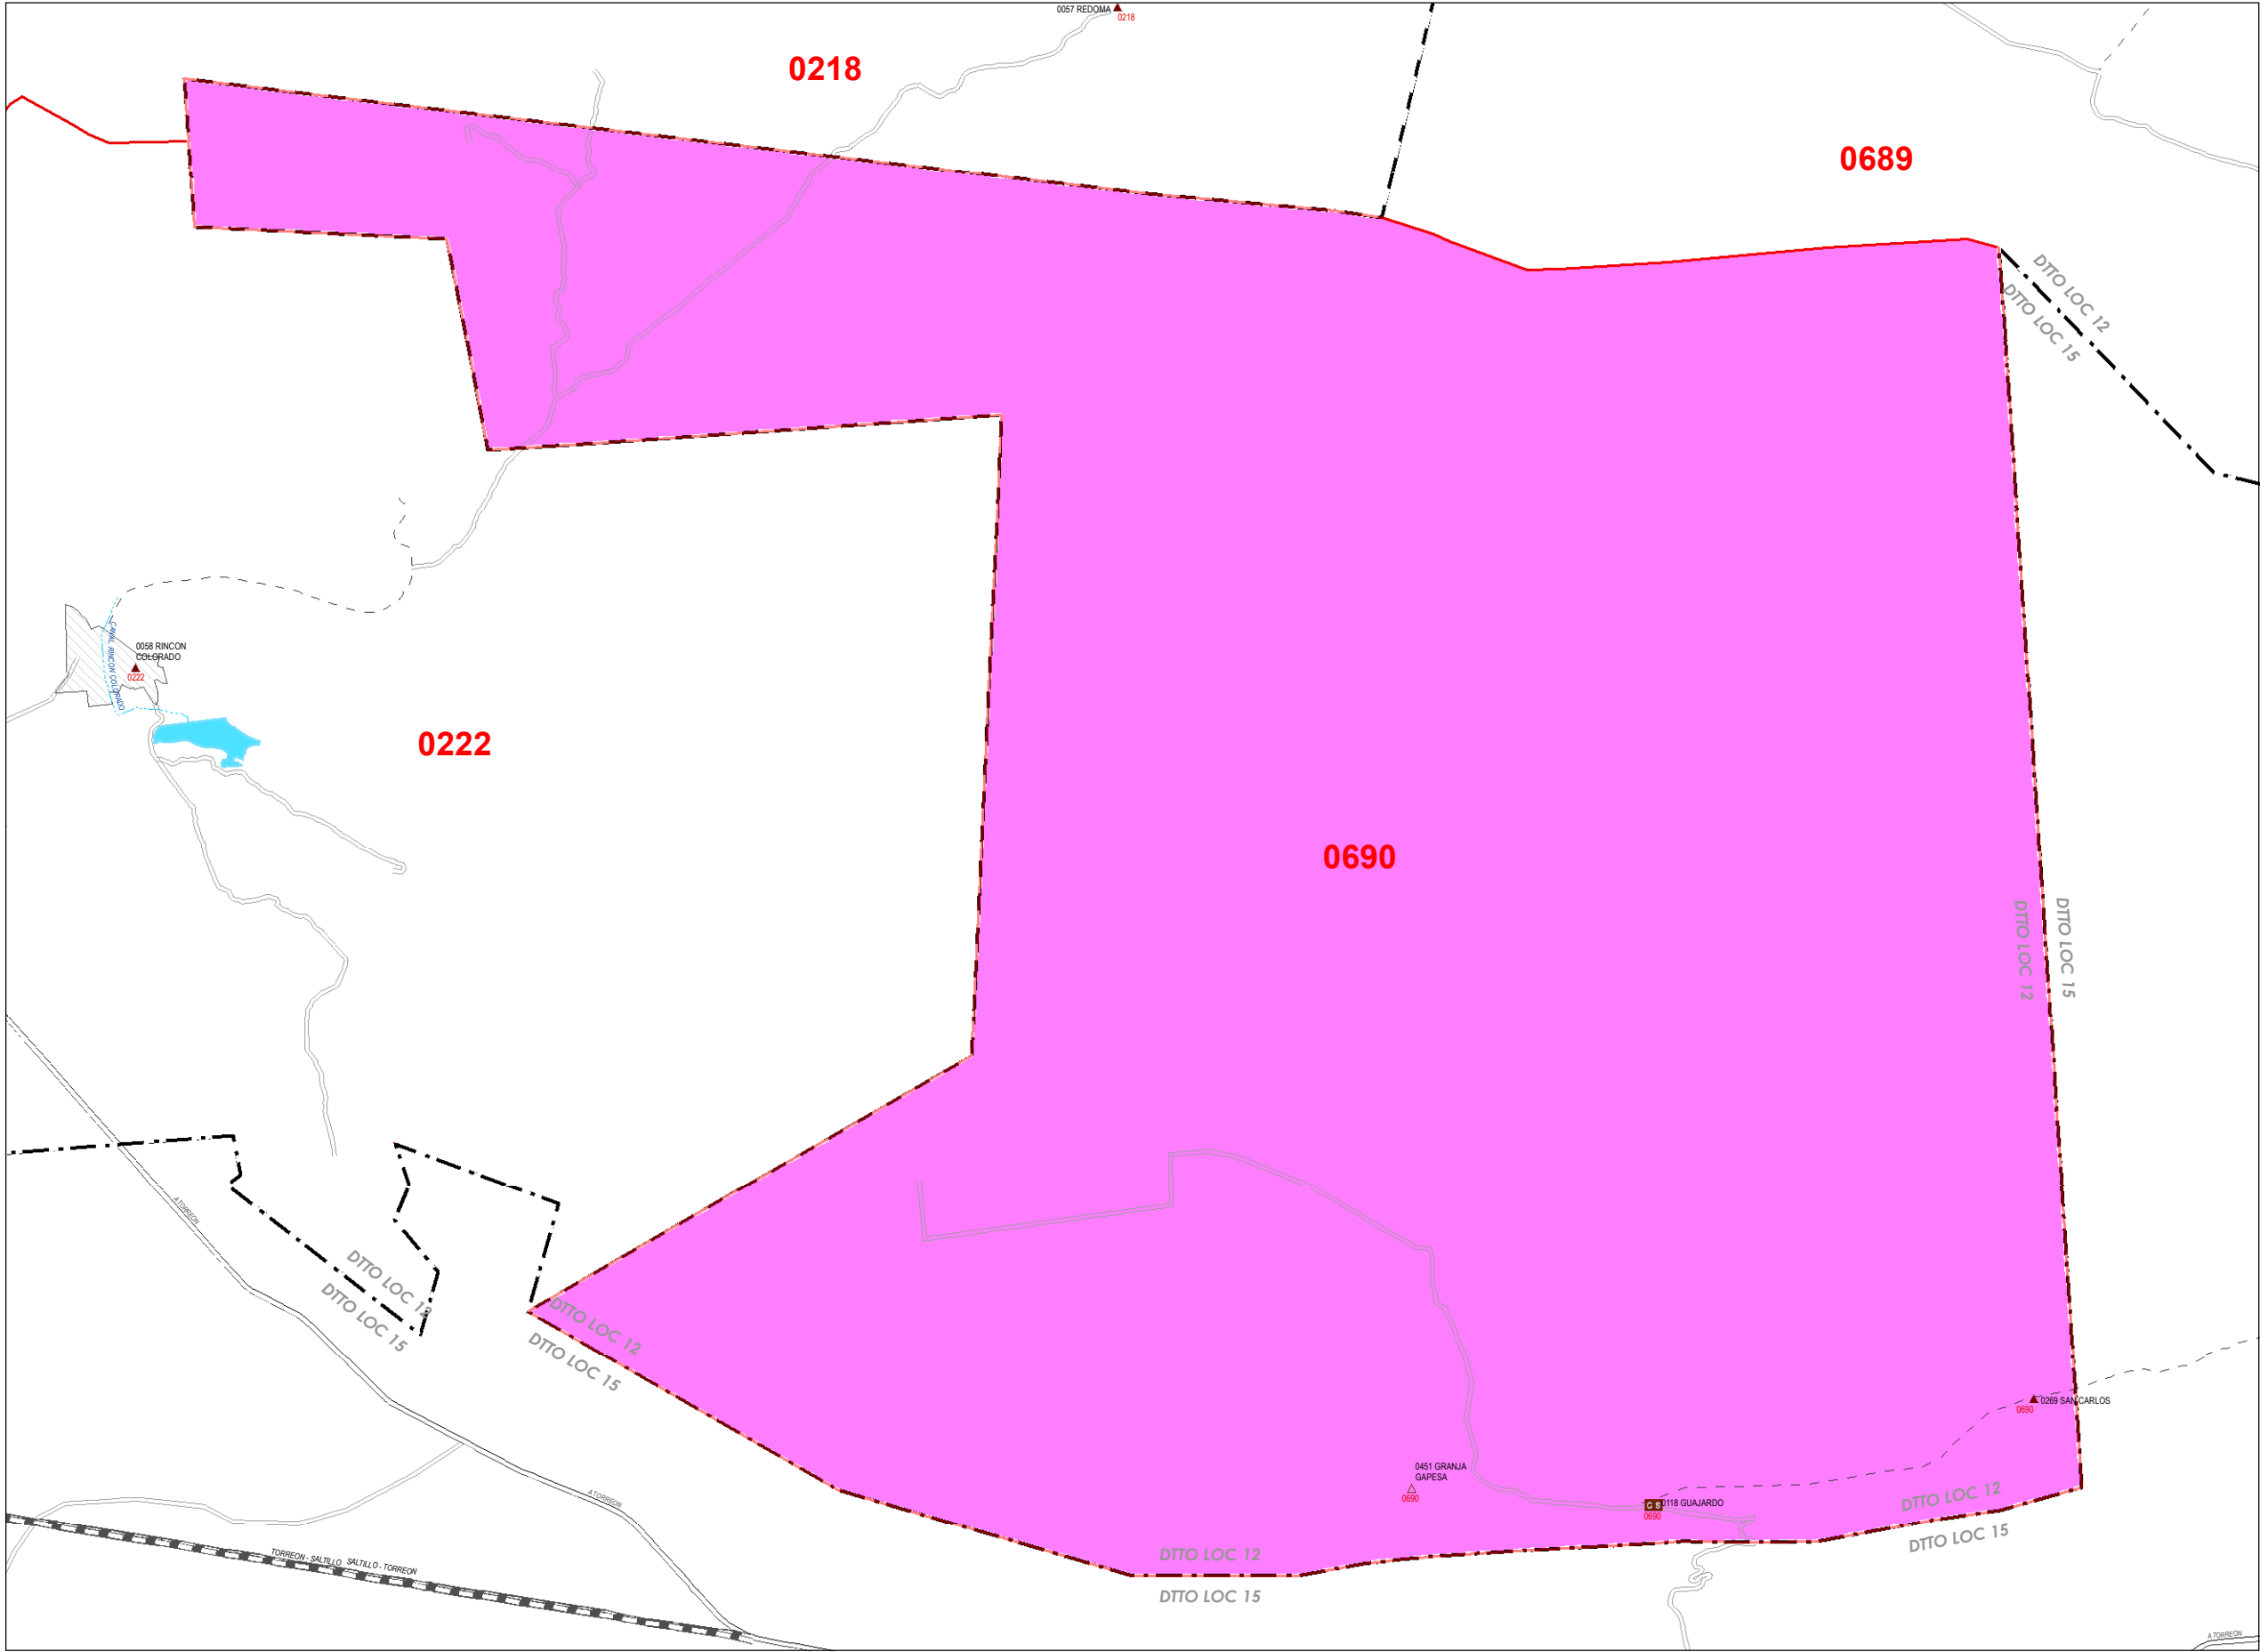 0057 REDOMA
0218
0218
0689
DTTO LOC 12
DTTO LOC 15
0058 RINCON
COLORADO
0222
CANAL RINCON COLORADO
0222
0690
DTTO LOC 12
DTTO LOC 15
A TORREON
DTTO LOC 12
DTTO LOC 15
DTTO LOC 12
DTTO LOC 15
0269 SAN CARLOS
0690
0451 GRANJA
GAPESA
0690
C S
0118 GUAJARDO
0690
A TORREON
DTTO LOC 12
DTTO LOC 15
DTTO LOC 12
DTTO LOC 15
TORREON - SALTILLO SALTILLO - TORREON
A TORREON